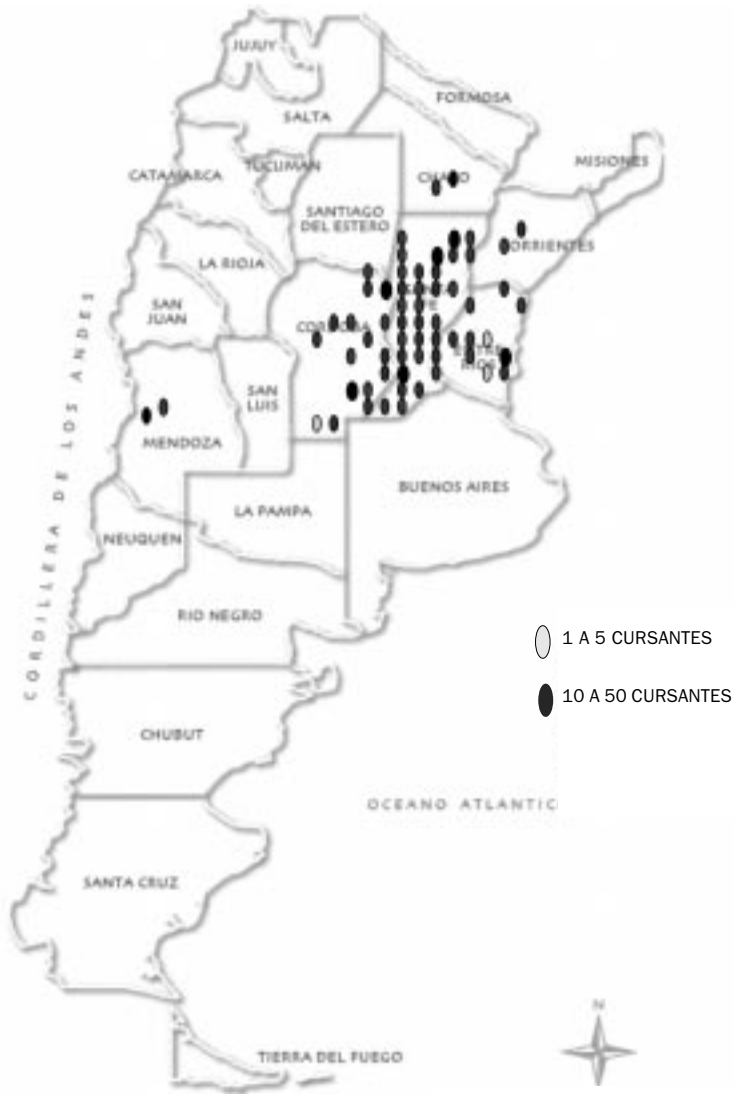 JUJUY
FORMOSA
SALTA
MISIONES
TUCUMAN
CATAMARCA
SANTIAGO
DEL ESTERO
ORRIENTES
LA RIOJA
SAN
JUAN
SAN
LUIS
MENDOZA
CORDILLERA DE LOS ANDES
BUENOS AIRES
LA PAMPA
NEUQUEN
RIO NEGRO
1 A 5 CURSANTES
10 A 50 CURSANTES
CHUBUT
OCEANO ATLANTIC
SANTA CRUZ
N
TIERRA DEL FUEGO